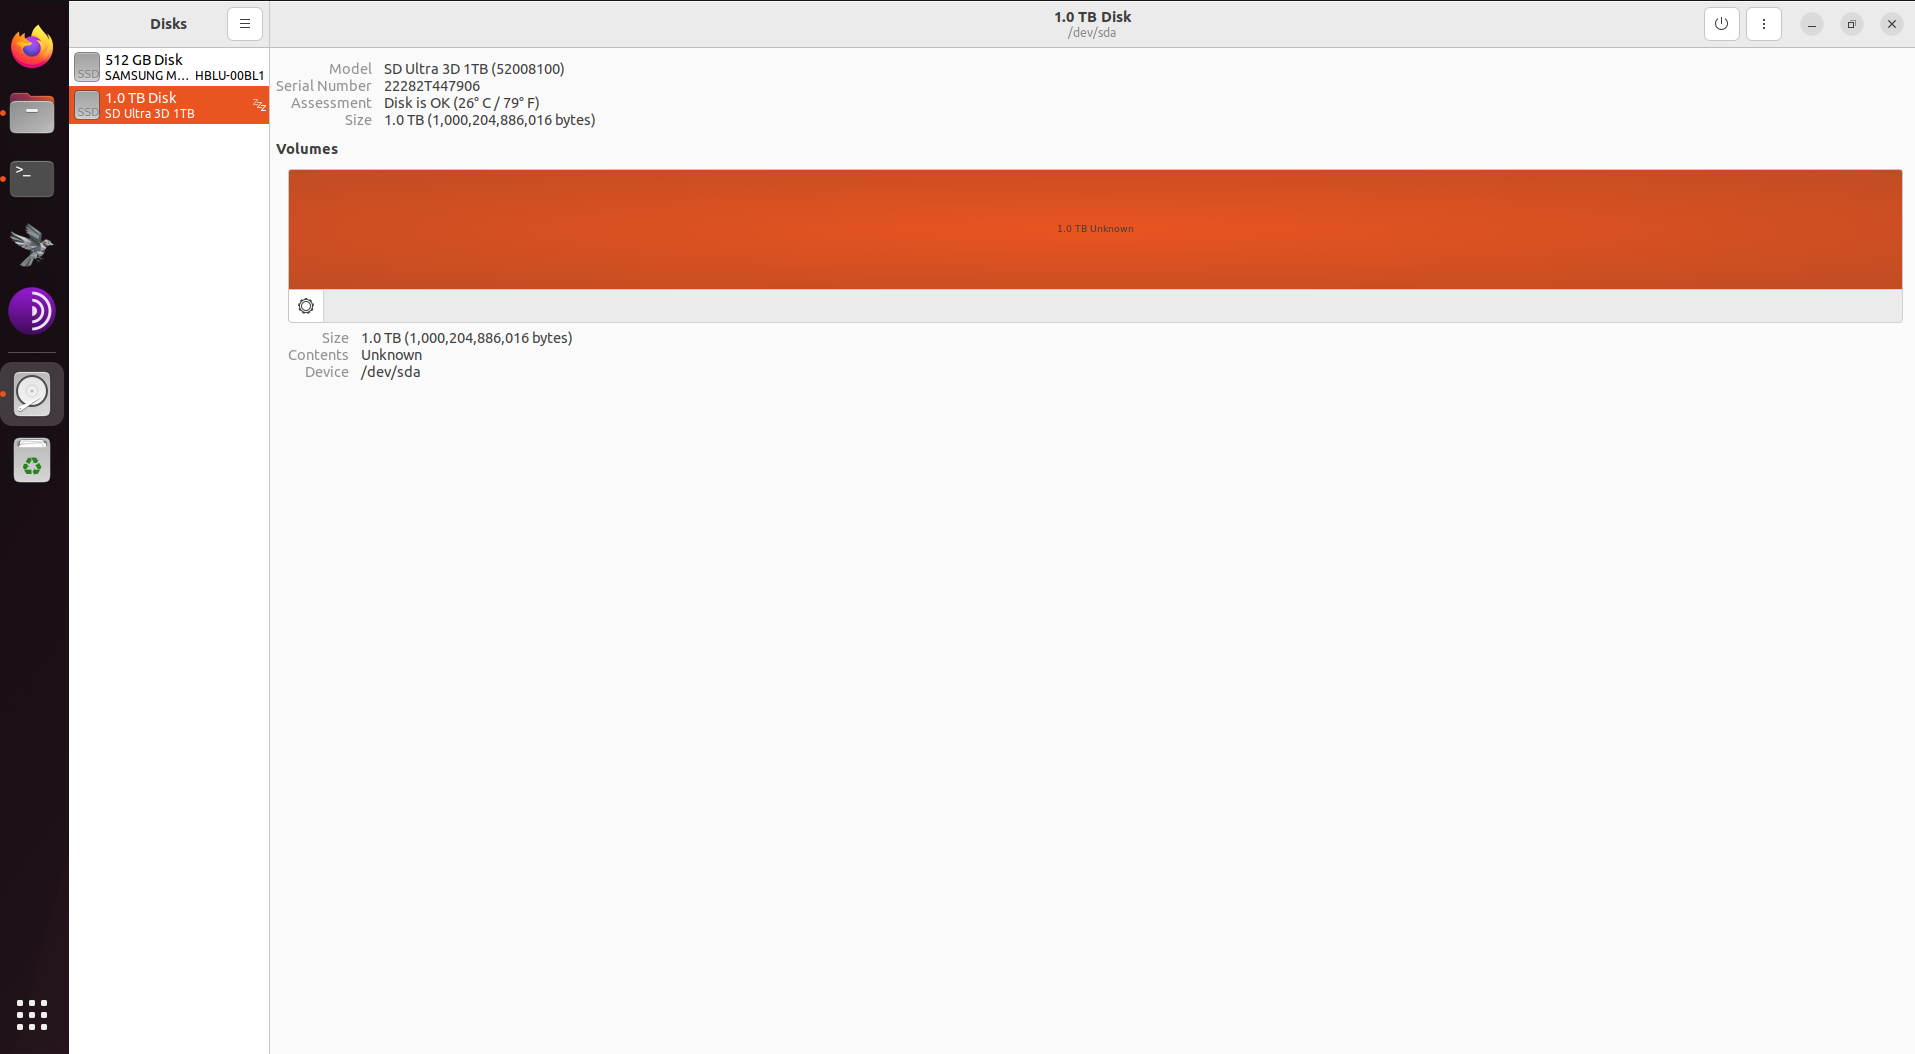 Disks
1.0 TB Disk
/dev/sda
512 GB Disk
SAMSUNG M... HBLU-00BL1
SSD
1.0 TB Disk
SD Ultra 3D 1TB
SSD
Model SD Ultra 3D 1TB (52008100)
Serial Number 22282T447906
Assessment Disk is OK (26° C / 79° F)
Size 1.0 TB (1,000,204,886,016 bytes)
Volumes
1.0 TB Unknown
Size 1.0 TB (1,000,204,886,016 bytes)
Contents Unknown
Device /dev/sda